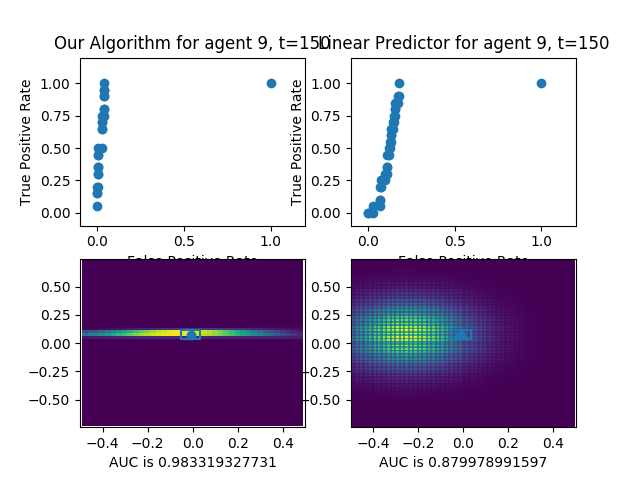 Our Algorithm for agent 9, t=150
Linear Predictor for agent 9, t=150
True Positive Rate
1.00
0.75
0.50
0.25
0.00
0.0 0.5 1.0
False Positive Rate
True Positive Rate
1.00
0.75
0.50
0.25
0.00
0.0 0.5 1.0
False Positive Rate
0.50
0.25
0.00
−0.25
−0.50
−0.4 −0.2 0.0 0.2 0.4
AUC is 0.983319327731
0.50
0.25
0.00
−0.25
−0.50
−0.4 −0.2 0.0 0.2 0.4
AUC is 0.879978991597